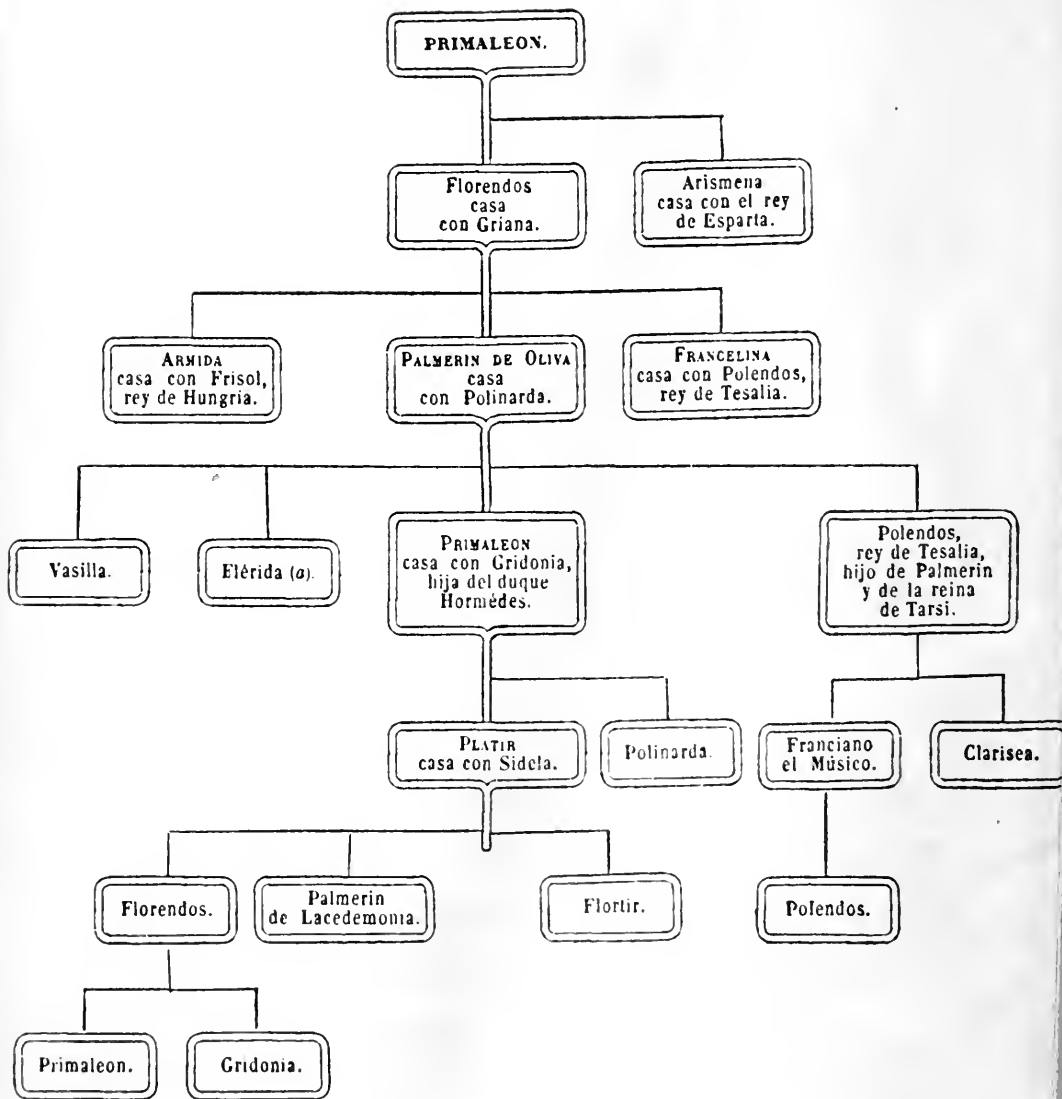 PRIMALEON.
Florendos
casa
con Griana.
Arismena
casa con el rey
de Esparta.
ARMIDA
casa con Frisol,
rey de Hungria.
PALMERIN DE OLIVA
casa
con Polinarda.
FRANCELINA
casa con Polendos,
rey de Tesalia.
Vasilla.
Elérida (a).
PRIMALEON
casa con Gridonia,
hija del duque
Hormédes.
Polendos,
rey de Tesalia,
hijo de Palmerin
y de la reina
de Tarsi.
PLATIR
casa con Sidela.
Polinarda.
Franciano
el Músico.
Clarisea.
Florendos.
Palmerin
de Lacedemonia.
Flortir.
Polendos.
Primaleon.
Gridonia.